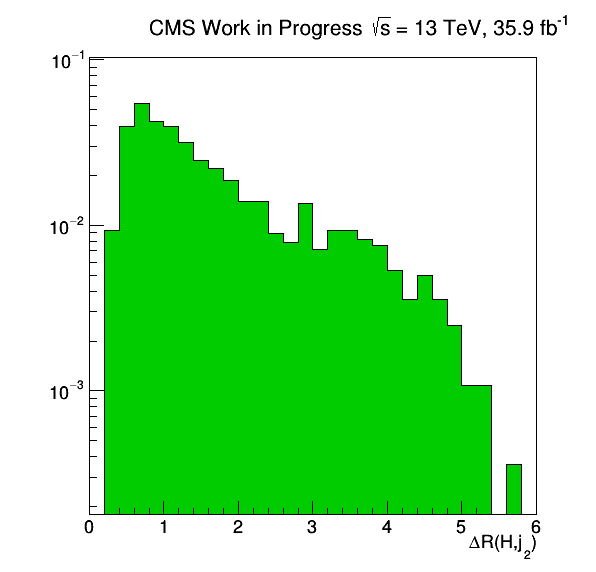 CMS Work in Progress √s = 13 TeV, 35.9 fb⁻¹
10⁻¹
10⁻²
10⁻³
0 1 2 3 4 5 6
ΔR(H,j₂)